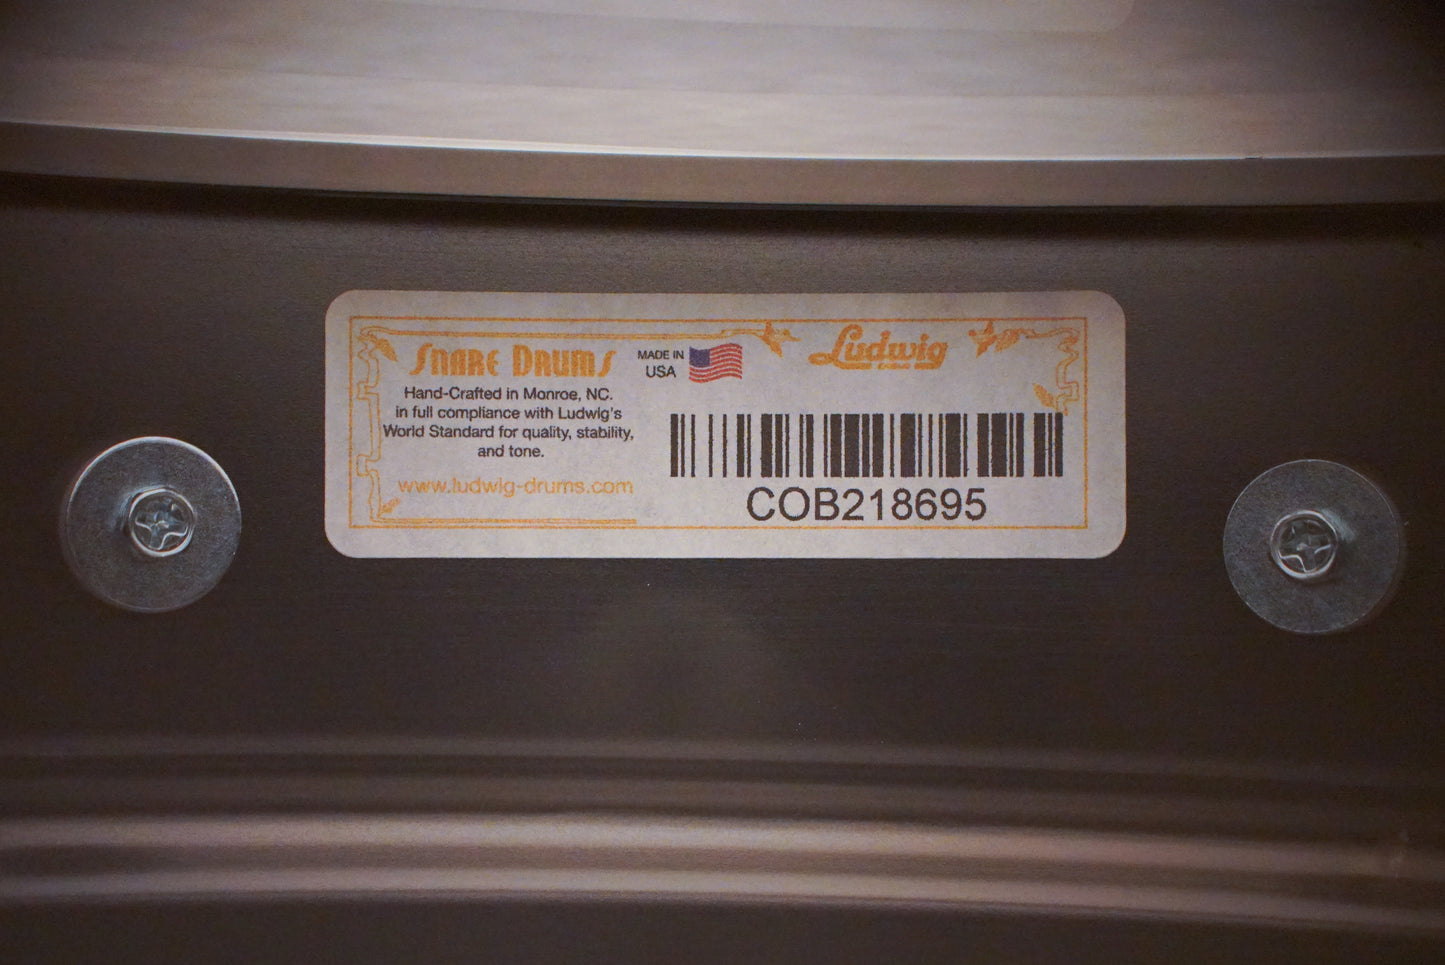 SNARE DRUMS
Hand-Crafted in Monroe, NC.
in full compliance with Ludwig's
World Standard for quality, stability,
and tone.
www.ludwig-drums.com
MADE IN
USA
Ludwig
COB218695